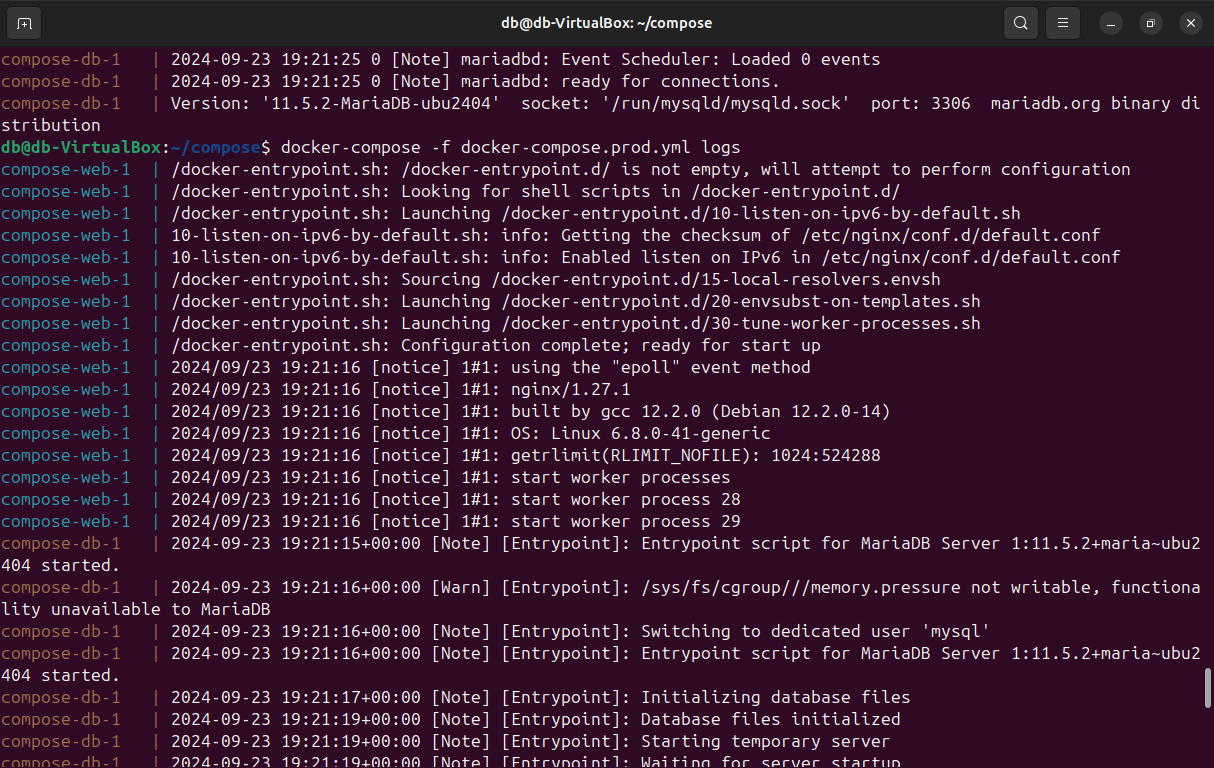 db@db-VirtualBox: ~/compose
compose-db-1   | 2024-09-23 19:21:25 0 [Note] mariadbd: Event Scheduler: Loaded 0 events
compose-db-1   | 2024-09-23 19:21:25 0 [Note] mariadbd: ready for connections.
compose-db-1   | Version: '11.5.2-MariaDB-ubu2404'  socket: '/run/mysqld/mysqld.sock'  port: 3306  mariadb.org binary di
stribution
db@db-VirtualBox:~/compose$ docker-compose -f docker-compose.prod.yml logs
compose-web-1  | /docker-entrypoint.sh: /docker-entrypoint.d/ is not empty, will attempt to perform configuration
compose-web-1  | /docker-entrypoint.sh: Looking for shell scripts in /docker-entrypoint.d/
compose-web-1  | /docker-entrypoint.sh: Launching /docker-entrypoint.d/10-listen-on-ipv6-by-default.sh
compose-web-1  | 10-listen-on-ipv6-by-default.sh: info: Getting the checksum of /etc/nginx/conf.d/default.conf
compose-web-1  | 10-listen-on-ipv6-by-default.sh: info: Enabled listen on IPv6 in /etc/nginx/conf.d/default.conf
compose-web-1  | /docker-entrypoint.sh: Sourcing /docker-entrypoint.d/15-local-resolvers.envsh
compose-web-1  | /docker-entrypoint.sh: Launching /docker-entrypoint.d/20-envsubst-on-templates.sh
compose-web-1  | /docker-entrypoint.sh: Launching /docker-entrypoint.d/30-tune-worker-processes.sh
compose-web-1  | /docker-entrypoint.sh: Configuration complete; ready for start up
compose-web-1  | 2024/09/23 19:21:16 [notice] 1#1: using the "epoll" event method
compose-web-1  | 2024/09/23 19:21:16 [notice] 1#1: nginx/1.27.1
compose-web-1  | 2024/09/23 19:21:16 [notice] 1#1: built by gcc 12.2.0 (Debian 12.2.0-14)
compose-web-1  | 2024/09/23 19:21:16 [notice] 1#1: OS: Linux 6.8.0-41-generic
compose-web-1  | 2024/09/23 19:21:16 [notice] 1#1: getrlimit(RLIMIT_NOFILE): 1024:524288
compose-web-1  | 2024/09/23 19:21:16 [notice] 1#1: start worker processes
compose-web-1  | 2024/09/23 19:21:16 [notice] 1#1: start worker process 28
compose-web-1  | 2024/09/23 19:21:16 [notice] 1#1: start worker process 29
compose-db-1   | 2024-09-23 19:21:15+00:00 [Note] [Entrypoint]: Entrypoint script for MariaDB Server 1:11.5.2+maria~ubu2
404 started.
compose-db-1   | 2024-09-23 19:21:16+00:00 [Warn] [Entrypoint]: /sys/fs/cgroup///memory.pressure not writable, functiona
lity unavailable to MariaDB
compose-db-1   | 2024-09-23 19:21:16+00:00 [Note] [Entrypoint]: Switching to dedicated user 'mysql'
compose-db-1   | 2024-09-23 19:21:16+00:00 [Note] [Entrypoint]: Entrypoint script for MariaDB Server 1:11.5.2+maria~ubu2
404 started.
compose-db-1   | 2024-09-23 19:21:17+00:00 [Note] [Entrypoint]: Initializing database files
compose-db-1   | 2024-09-23 19:21:19+00:00 [Note] [Entrypoint]: Database files initialized
compose-db-1   | 2024-09-23 19:21:19+00:00 [Note] [Entrypoint]: Starting temporary server
compose-db-1   | 2024-09-23 19:21:19+00:00 [Note] [Entrypoint]: Waiting for server startup